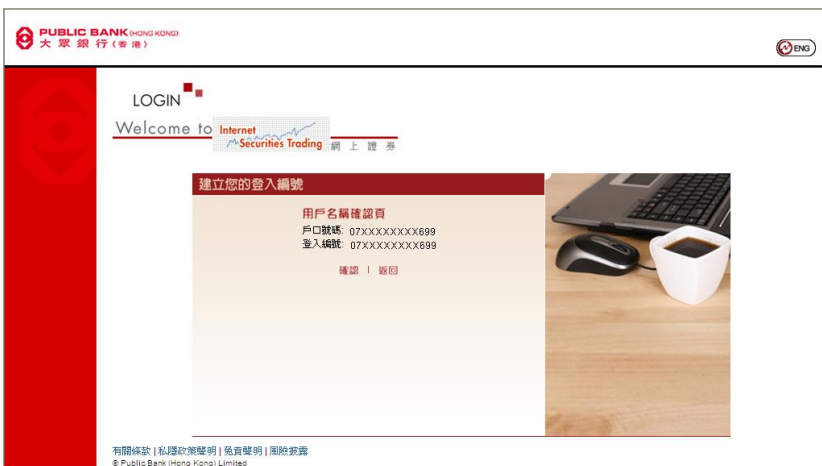 PUBLIC BANK (HONG KONG)
大眾銀行(香港)
ENG
LOGIN
Welcome to Internet
Securities Trading 網上證券
建立您的登入編號
用戶名稱確認頁
戶口號碼: 07XXXXXXXX699
登入編號: 07XXXXXXXX699
確認 | 返回
有關條款 | 私隱政策聲明 | 免責聲明 | 風險披露
© Public Bank (Hong Kong) Limited